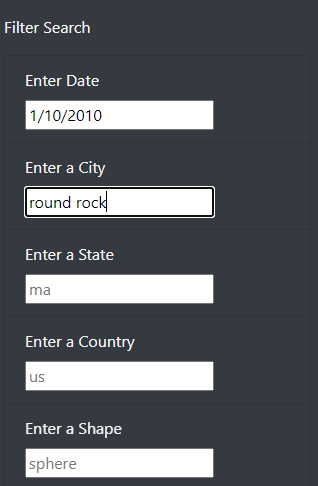 Filter Search
Enter Date
1/10/2010
Enter a City
round rock
Enter a State
ma
Enter a Country
us
Enter a Shape
sphere